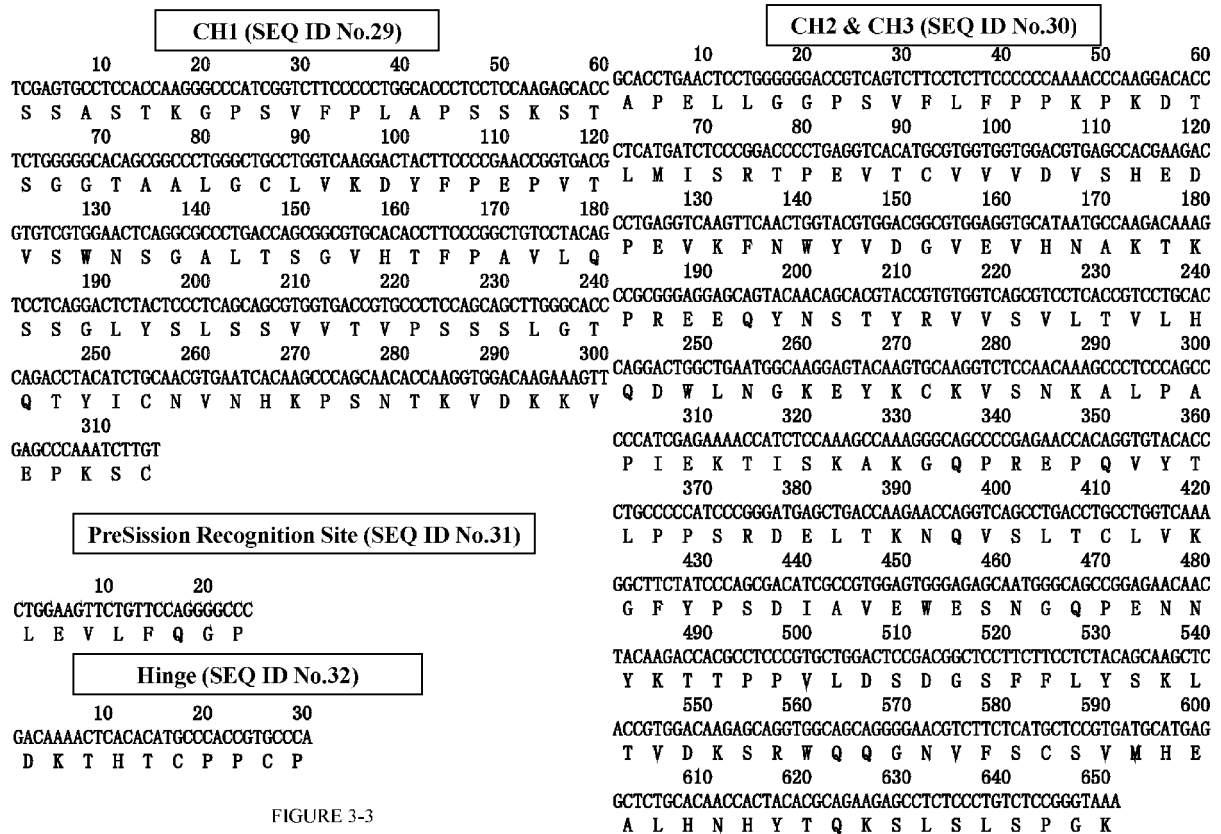 CH1 (SEQ ID No.29)
10 20 30 40 50 60
TCGAGTGCCTCCACCAAGGGCCCATCGGTCTTCCCCCTGGCACCCTCCTCCAAGAGCACC
S S A S T K G P S V F P L A P S S K S T
70 80 90 100 110 120
TCTGGGGGCACAGCGGCCCTGGGCTGCCTGGTCAAGGACTACTTCCCCGAACCGGTGACG
S G G T A A L G C L V K D Y F P E P V T
130 140 150 160 170 180
GTGTCGTGGAACTCAGGCGCCCTGACCAGCGGCGTGCACACCTTCCCGGCTGTCCTACAG
V S W N S G A L T S G V H T F P A V L Q
190 200 210 220 230 240
TCCTCAGGACTCTACTCCCTCAGCAGCGTGGTGACCGTGCCCTCCAGCAGCTTGGGCACC
S S G L Y S L S S V V T V P S S S L G T
250 260 270 280 290 300
CAGACCTACATCTGCAACGTGAATCACAAGCCCAGCAACACCAAGGTGGACAAGAAAGTT
Q T Y I C N V N H K P S N T K V D K K V
310
GAGCCCAAATCTTGT
E P K S C
PreSission Recognition Site (SEQ ID No.31)
10 20
CTGGAAGTTCTGTTCCAGGGGCCC
L E V L F Q G P
Hinge (SEQ ID No.32)
10 20 30
GACAAAACTCACACATGCCCACCGTGCCCA
D K T H T C P P C P
FIGURE 3-3
CH2 & CH3 (SEQ ID No.30)
10 20 30 40 50 60
GCACCTGAACTCCTGGGGGGACCGTCAGTCTTCCTCTTCCCCCCAAAACCCAAGGACACC
A P E L L G G P S V F L F P P K P K D T
70 80 90 100 110 120
CTCATGATCTCCCGGACCCCTGAGGTCACATGCGTGGTGGTGGACGTGAGCCACGAAGAC
L M I S R T P E V T C V V V D V S H E D
130 140 150 160 170 180
CCTGAGGTCAAGTTCAACTGGTACGTGGACGGCGTGGAGGTGCATAATGCCAAGACAAAG
P E V K F N W Y V D G V E V H N A K T K
190 200 210 220 230 240
CCGCGGGAGGAGCAGTACAACAGCACGTACCGTGTGGTCAGCGTCCTCACCGTCCTGCAC
P R E E Q Y N S T Y R V V S V L T V L H
250 260 270 280 290 300
CAGGACTGGCTGAATGGCAAGGAGTACAAGTGCAAGGTCTCCAACAAAGCCCTCCCAGCC
Q D W L N G K E Y K C K V S N K A L P A
310 320 330 340 350 360
CCCATCGAGAAAACCATCTCCAAAGCCAAAGGGCAGCCCCGAGAACCACAGGTGTACACC
P I E K T I S K A K G Q P R E P Q V Y T
370 380 390 400 410 420
CTGCCCCCATCCCGGGATGAGCTGACCAAGAACCAGGTCAGCCTGACCTGCCTGGTCAAA
L P P S R D E L T K N Q V S L T C L V K
430 440 450 460 470 480
GGCTTCTATCCCAGCGACATCGCCGTGGAGTGGGAGAGCAATGGGCAGCCGGAGAACAAC
G F Y P S D I A V E W E S N G Q P E N N
490 500 510 520 530 540
TACAAGACCACGCCTCCCGTGCTGGACTCCGACGGCTCCTTCTTCCTCTACAGCAAGCTC
Y K T T P P V L D S D G S F F L Y S K L
550 560 570 580 590 600
ACCGTGGACAAGAGCAGGTGGCAGCAGGGGAACGTCTTCTCATGCTCCGTGATGCATGAG
T V D K S R W Q Q G N V F S C S V M H E
610 620 630 640 650
GCTCTGCACAACCACTACACGCAGAAGAGCCTCTCCCTGTCTCCGGGTAAA
A L H N H Y T Q K S L S L S P G K